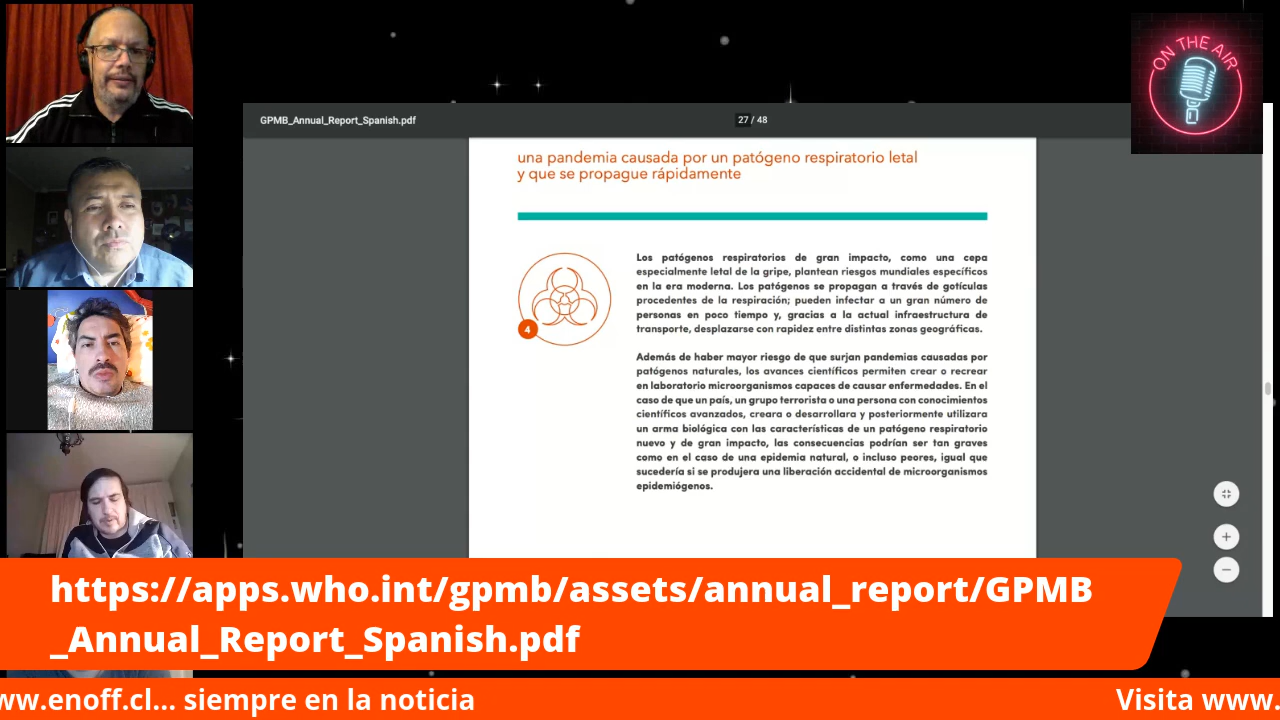 ON THE AIR
GPMB_Annual_Report_Spanish.pdf
27 / 48
una pandemia causada por un patógeno respiratorio letal
y que se propague rápidamente
4
Los patógenos respiratorios de gran impacto, como una cepa
especialmente letal de la gripe, plantean riesgos mundiales específicos
en la era moderna. Los patógenos se propagan a través de gotículas
procedentes de la respiración; pueden infectar a un gran número de
personas en poco tiempo y, gracias a la actual infraestructura de
transporte, desplazarse con rapidez entre distintas zonas geográficas.
Además de haber mayor riesgo de que surjan pandemias causadas por
patógenos naturales, los avances científicos permiten crear o recrear
en laboratorio microorganismos capaces de causar enfermedades. En el
caso de que un país, un grupo terrorista o una persona con conocimientos
científicos avanzados, creara o desarrollara y posteriormente utilizara
un arma biológica con las características de un patógeno respiratorio
nuevo y de gran impacto, las consecuencias podrían ser tan graves
como en el caso de una epidemia natural, o incluso peores, igual que
sucedería si se produjera una liberación accidental de microorganismos
epidemiógenos.
https://apps.who.int/gpmb/assets/annual_report/GPMB
_Annual_Report_Spanish.pdf
ww.enoff.cl... siempre en la noticia
Visita www.